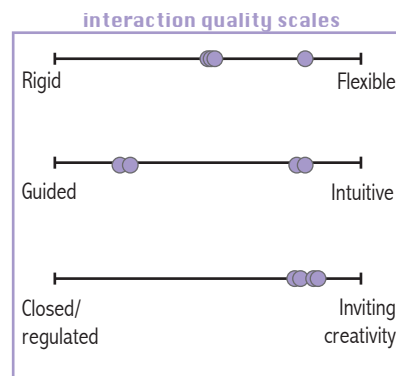 interaction quality scales
Rigid Flexible
Guided Intuitive
Closed/ Inviting
regulated creativity